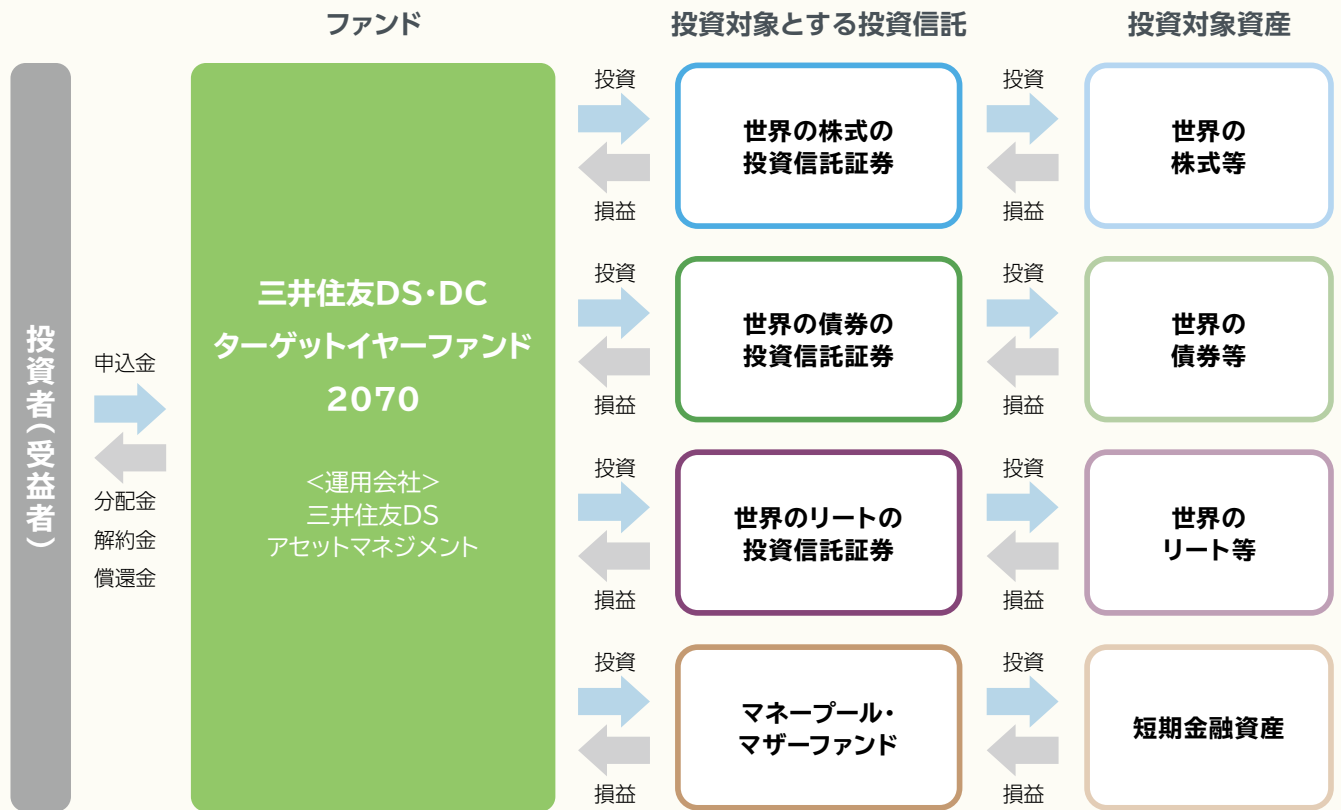 ファンド
投資対象とする投資信託
投資対象資産
投資者(受益者)
申込金
分配金
解約金
償還金
三井住友DS・DC
ターゲットイヤーファンド
2070
<運用会社>
三井住友DS
アセットマネジメント
投資
損益
世界の株式の
投資信託証券
投資
損益
世界の
株式等
投資
損益
世界の債券の
投資信託証券
投資
損益
世界の
債券等
投資
損益
世界のリートの
投資信託証券
投資
損益
世界の
リート等
投資
損益
マネープール・
マザーファンド
投資
損益
短期金融資産